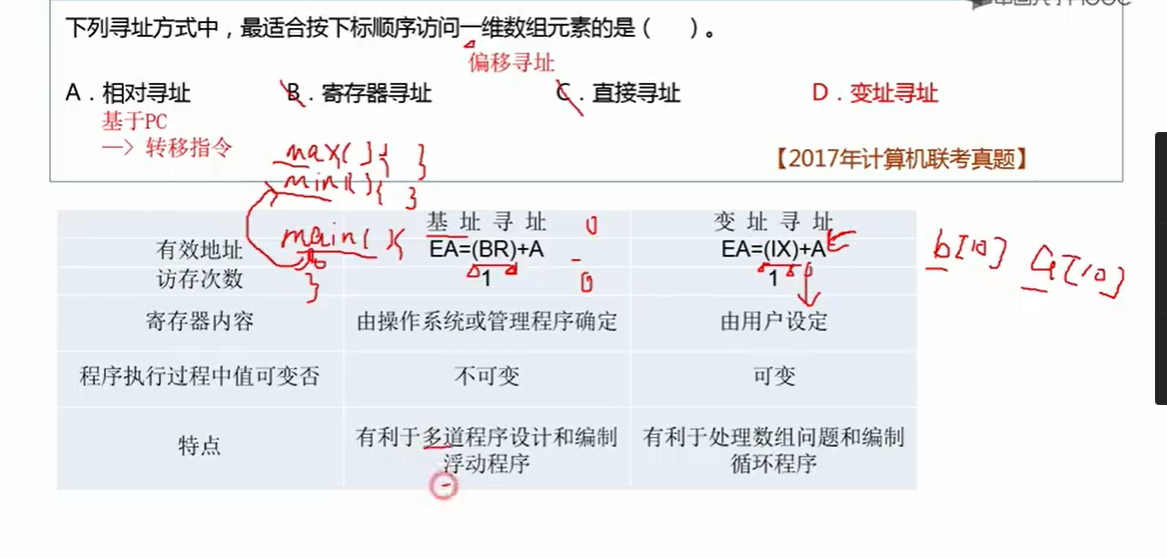 下列寻址方式中，最适合按下标顺序访问一维数组元素的是（    ）。
偏移寻址
A．相对寻址 B．寄存器寻址 C．直接寻址 D．变址寻址
基于PC
—> 转移指令
【2017年计算机联考真题】
max(){ }
min(){ }
main(){
}
基址寻址 变址寻址
有效地址 EA=(BR)+A EA=(IX)+A
访存次数 1 1
b[10] a[10]
寄存器内容 由操作系统或管理程序确定 由用户设定
程序执行过程中值可变否 不可变 可变
特点 有利于多道程序设计和编制 有利于处理数组问题和编制
浮动程序 循环程序